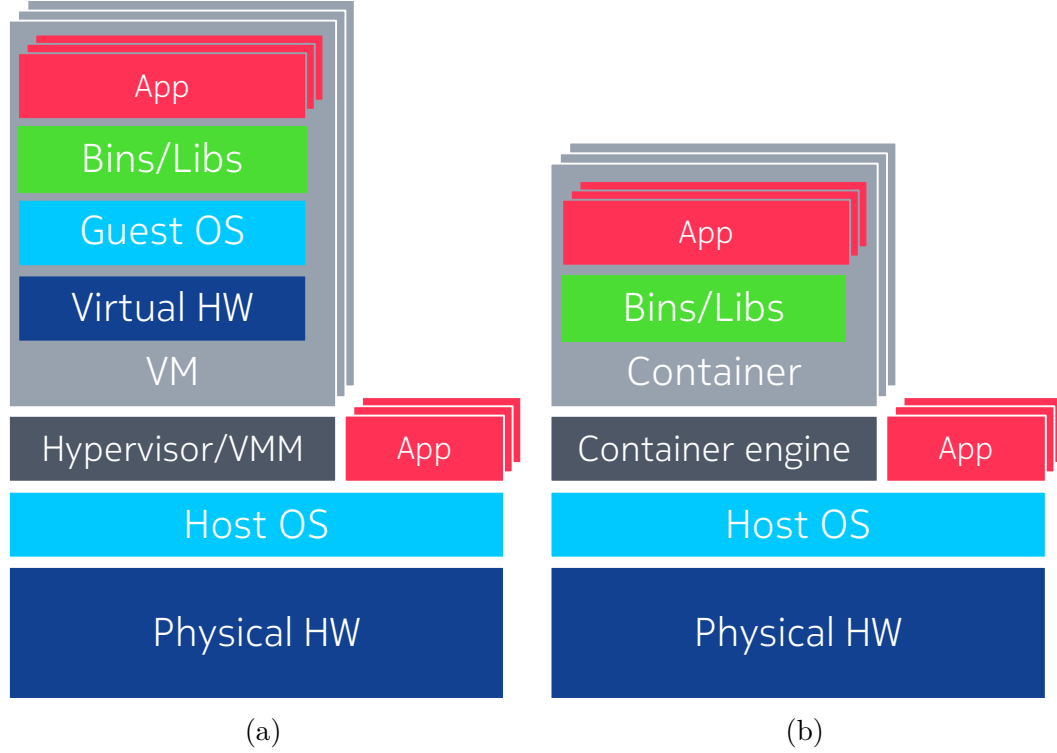 App
Bins/Libs
Guest OS
Virtual HW
VM
Hypervisor/VMM
App
Host OS
Physical HW
(a)
App
Bins/Libs
Container
Container engine
App
Host OS
Physical HW
(b)